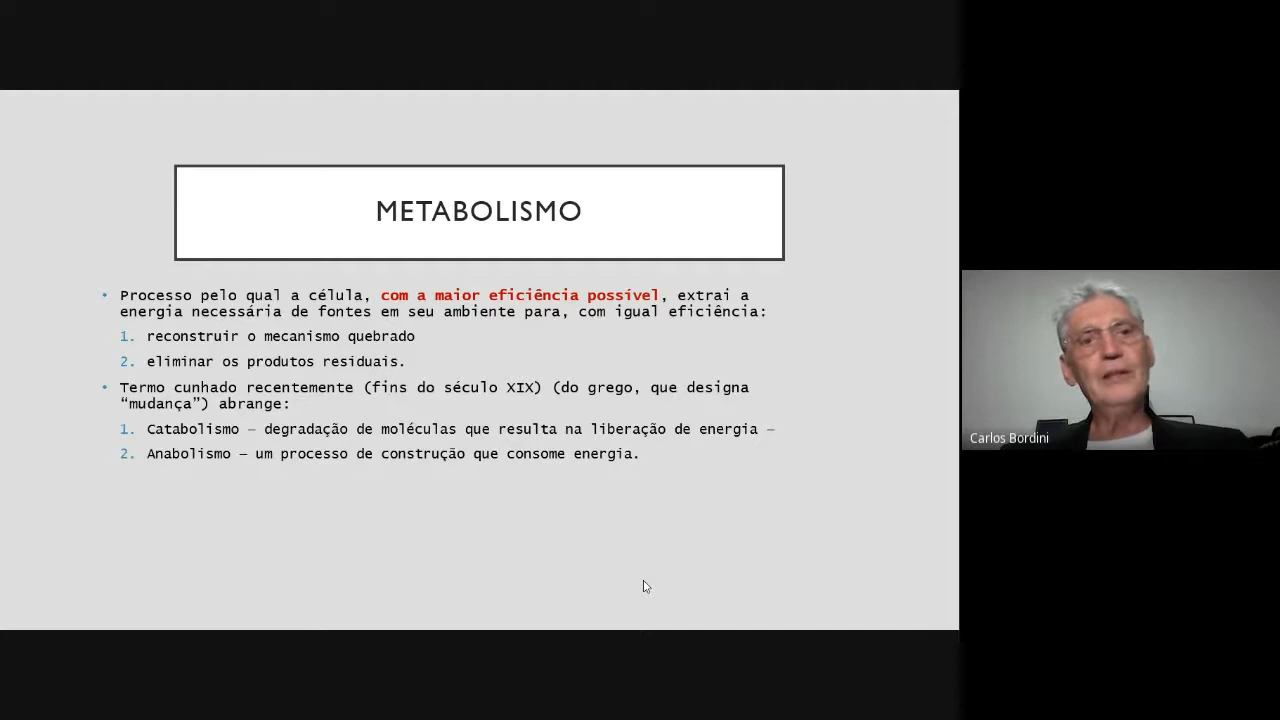 METABOLISMO
• Processo pelo qual a célula, com a maior eficiência possível, extrai a
energia necessária de fontes em seu ambiente para, com igual eficiência:
1. reconstruir o mecanismo quebrado
2. eliminar os produtos residuais.
• Termo cunhado recentemente (fins do século XIX) (do grego, que designa
“mudança”) abrange:
1. Catabolismo – degradação de moléculas que resulta na liberação de energia –
2. Anabolismo – um processo de construção que consome energia.
Carlos Bordini